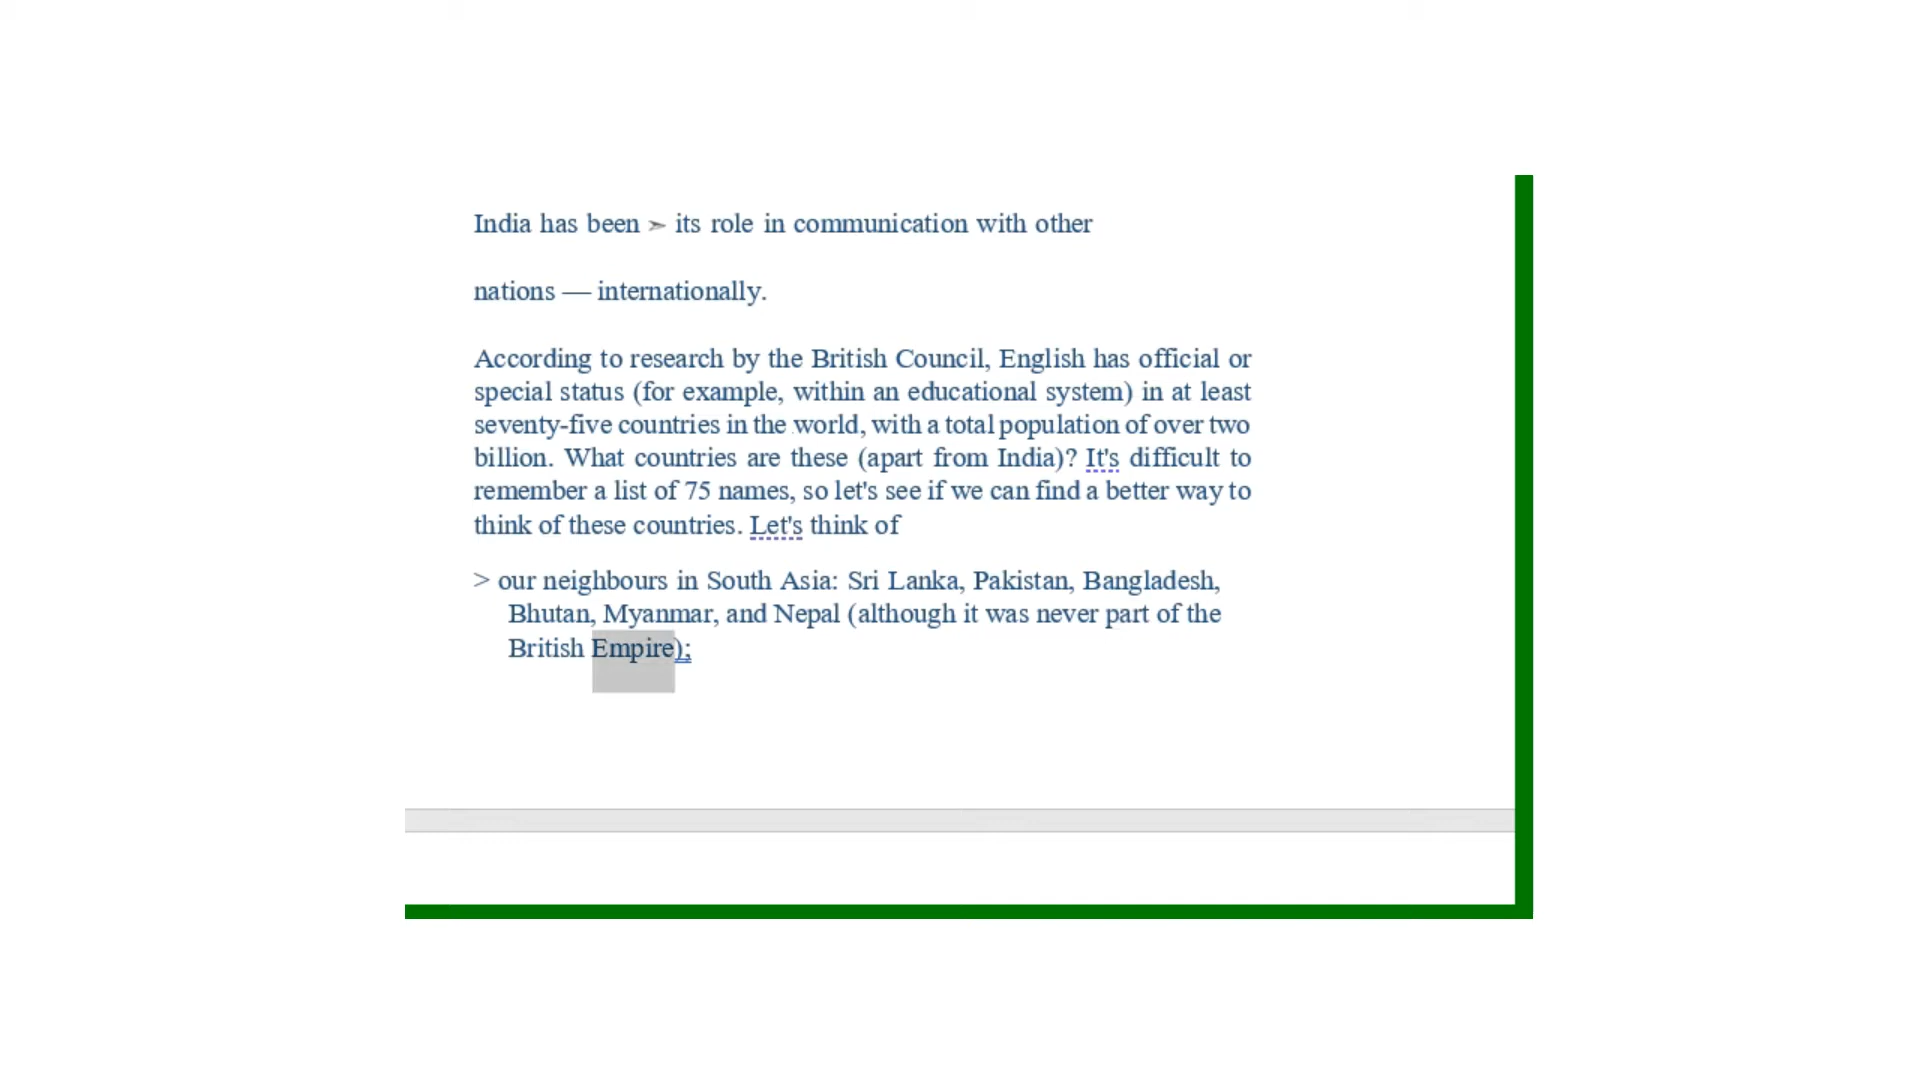 India has been ➢ its role in communication with other
nations — internationally.
According to research by the British Council, English has official or
special status (for example, within an educational system) in at least
seventy-five countries in the world, with a total population of over two
billion. What countries are these (apart from India)? It's difficult to
remember a list of 75 names, so let's see if we can find a better way to
think of these countries. Let's think of
> our neighbours in South Asia: Sri Lanka, Pakistan, Bangladesh,
Bhutan, Myanmar, and Nepal (although it was never part of the
British Empire);